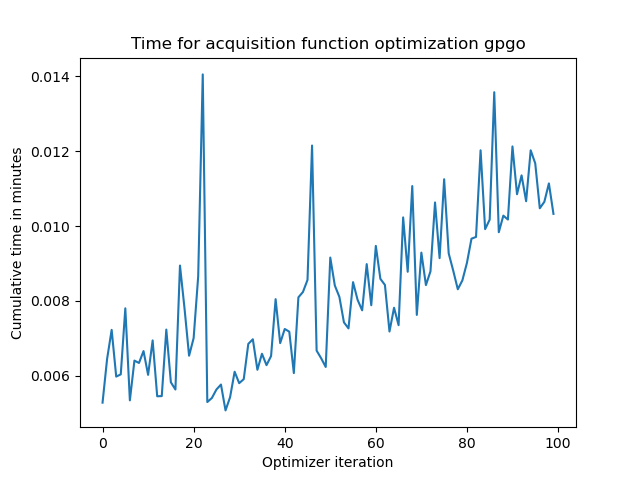 Time for acquisition function optimization gpgo
0.014
0.012
0.010
0.008
0.006
Cumulative time in minutes
0 20 40 60 80 100
Optimizer iteration